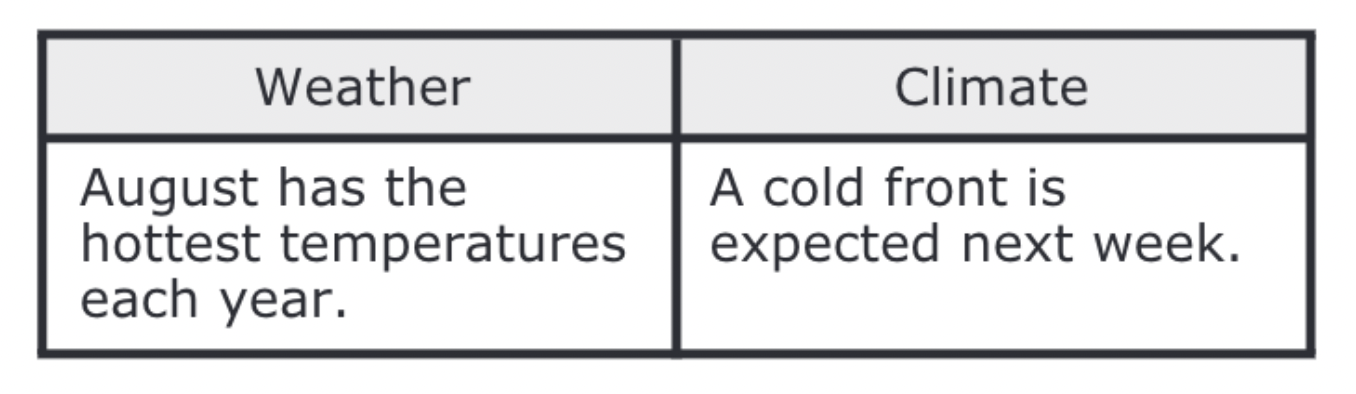 Weather
Climate
August has the
hottest temperatures
each year.
A cold front is
expected next week.